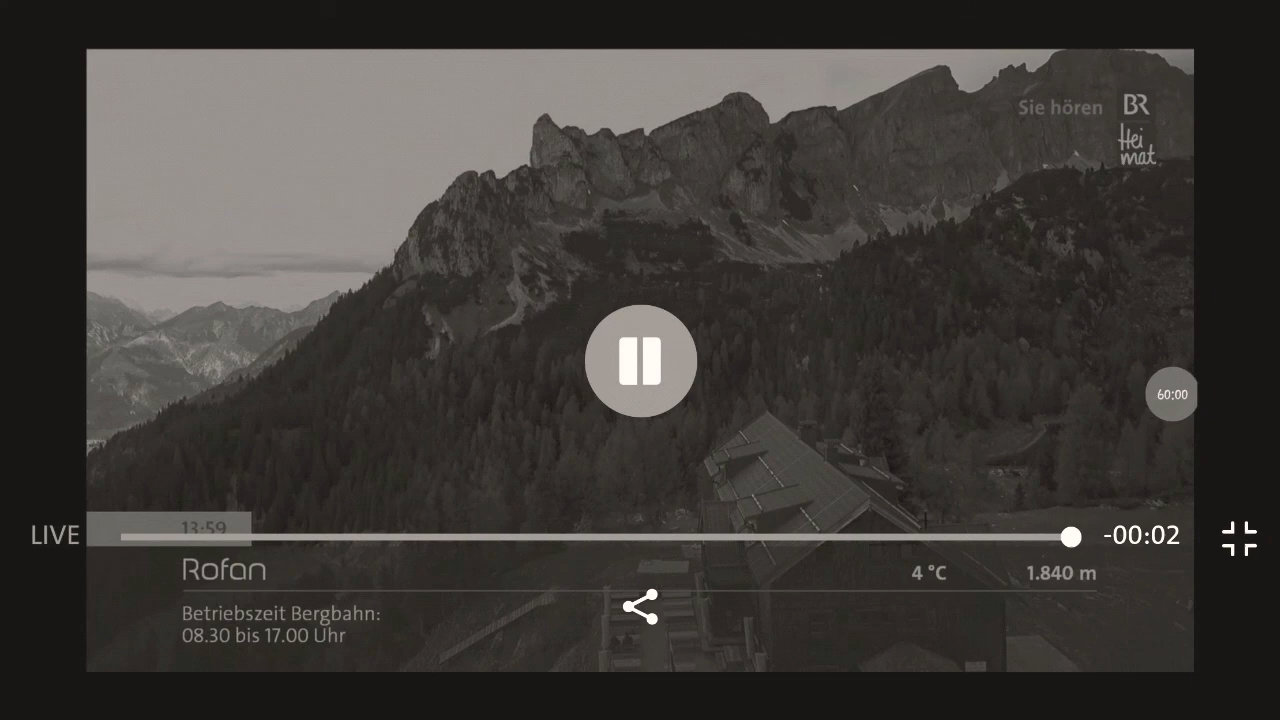 Sie hören BR
Hei
mat
60:00
LIVE
13:59
-00:02
Rofan
4 °C
1.840 m
Betriebszeit Bergbahn:
08.30 bis 17.00 Uhr